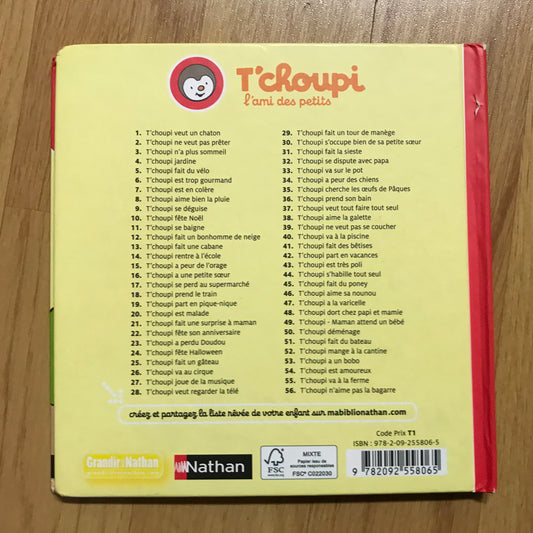 T'choupi
l'ami des petits
1. T'choupi veut un chaton
2. T'choupi ne veut pas prêter
3. T'choupi n'a plus sommeil
4. T'choupi jardine
5. T'choupi fait du vélo
6. T'choupi est trop gourmand
7. T'choupi est en colère
8. T'choupi aime bien la pluie
9. T'choupi se déguise
10. T'choupi fête Noël
11. T'choupi se baigne
12. T'choupi fait un bonhomme de neige
13. T'choupi fait une cabane
14. T'choupi rentre à l'école
15. T'choupi a peur de l'orage
16. T'choupi a une petite sœur
17. T'choupi se perd au supermarché
18. T'choupi prend le train
19. T'choupi part en pique-nique
20. T'choupi est malade
21. T'choupi fait une surprise à maman
22. T'choupi fête son anniversaire
23. T'choupi a perdu Doudou
24. T'choupi fête Halloween
25. T'choupi fait un gâteau
26. T'choupi va au cirque
27. T'choupi joue de la musique
28. T'choupi veut regarder la télé
29. T'choupi fait un tour de manège
30. T'choupi s'occupe bien de sa petite sœur
31. T'choupi fait la sieste
32. T'choupi se dispute avec papa
33. T'choupi va sur le pot
34. T'choupi a peur des chiens
35. T'choupi cherche les œufs de Pâques
36. T'choupi prend son bain
37. T'choupi veut tout faire tout seul
38. T'choupi aime la galette
39. T'choupi ne veut pas se coucher
40. T'choupi va à la piscine
41. T'choupi fait des bêtises
42. T'choupi part en vacances
43. T'choupi est très poli
44. T'choupi s'habille tout seul
45. T'choupi fait du poney
46. T'choupi aime sa nounou
47. T'choupi a la varicelle
48. T'choupi dort chez papi et mamie
49. T'choupi - Maman attend un bébé
50. T'choupi déménage
51. T'choupi fait du bateau
52. T'choupi mange à la cantine
53. T'choupi a un bobo
54. T'choupi est amoureux
55. T'choupi va à la ferme
56. T'choupi n'aime pas la bagarre
créez et partagez la liste rêvée de votre enfant sur mabiblionathan.com
Code Prix T1
ISBN : 978-2-09-255806-5
Grandir Nathan
Nathan
FSC
MIXTE
Papier issu de
sources responsables
FSC® C022030
9 782092 558065